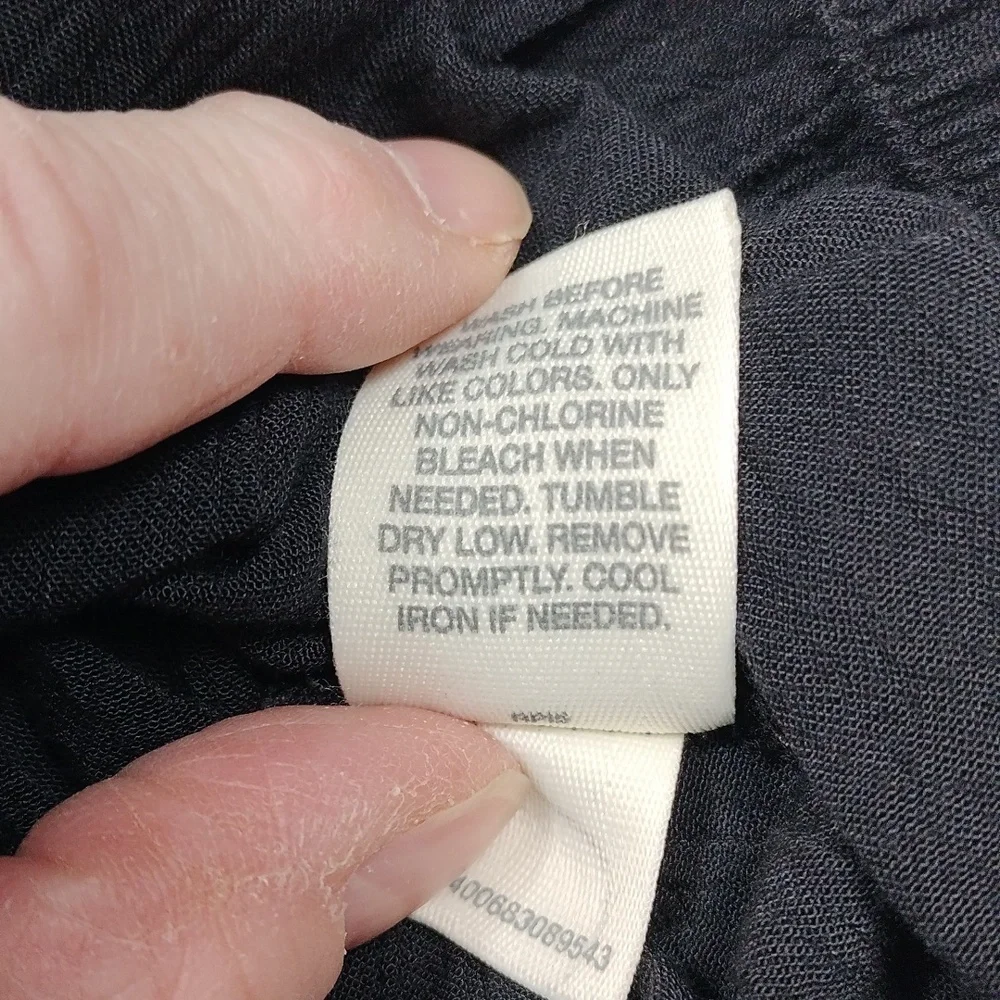 WASH BEFORE
WEARING. MACHINE
WASH COLD WITH
LIKE COLORS. ONLY
NON-CHLORINE
BLEACH WHEN
NEEDED. TUMBLE
DRY LOW. REMOVE
PROMPTLY. COOL
IRON IF NEEDED.
400683089543